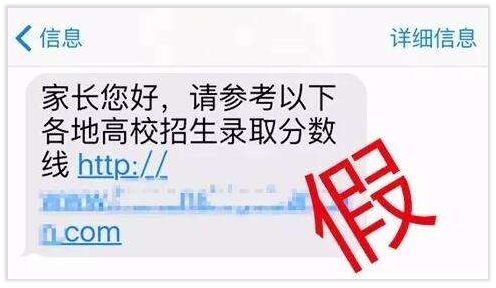 信息
详细信息
家长您好，请参考以下
各地高校招生录取分数
线 http://
n.com
假